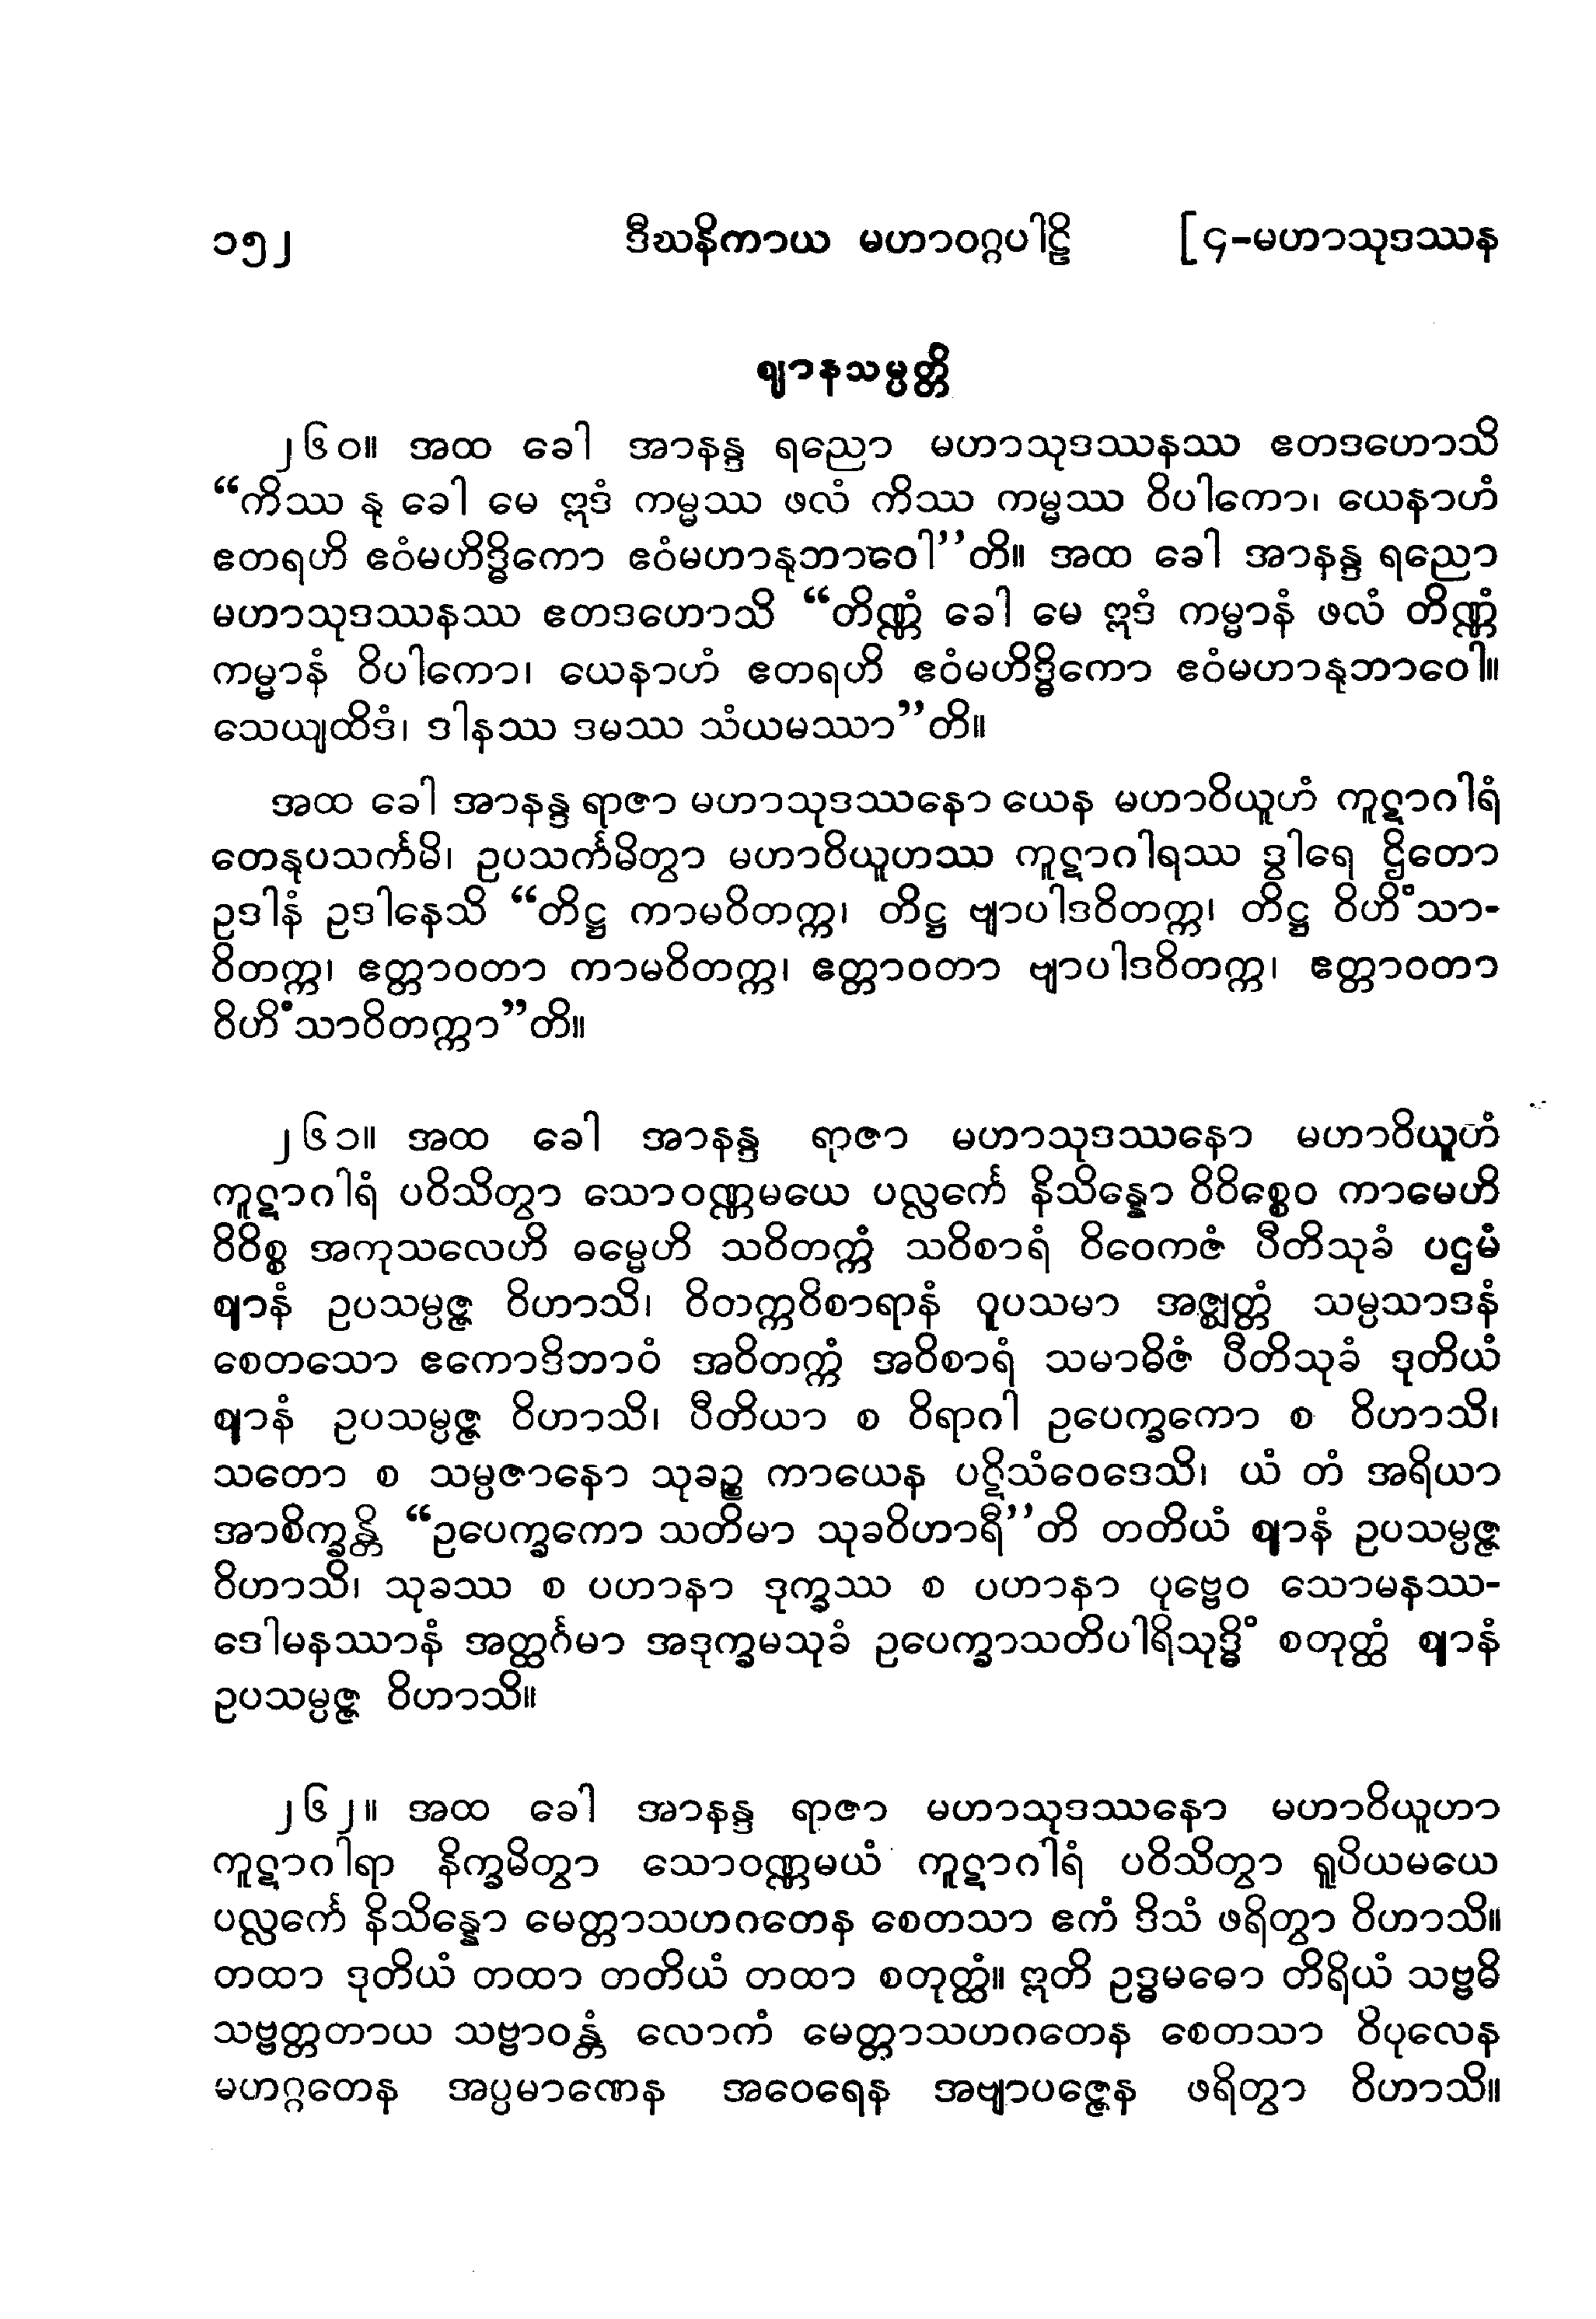 ၁၅၂ ဒီဃနိကာယ မဟာဝဂ္ဂပါဠိ [၄-မဟာသုဒဿန
ဈာနသမ္ပတ္တိ
၂၆၀။ အထ ခေါ အာနန္ဒ ရညော မဟာသုဒဿနဿ ဧတဒဟောသိ
“ကိဿ နု ခေါ မေ ဣဒံ ကမ္မဿ ဖလံ ကိဿ ကမ္မဿ ဝိပါကော၊ ယေနာဟံ
ဧတရဟိ ဧဝံမဟိဒ္ဓိကော ဧဝံမဟာနုဘာဝေါ”တိ။ အထ ခေါ အာနန္ဒ ရညော
မဟာသုဒဿနဿ ဧတဒဟောသိ “တိဏ္ဏံ ခေါ မေ ဣဒံ ကမ္မာနံ ဖလံ တိဏ္ဏံ
ကမ္မာနံ ဝိပါကော၊ ယေနာဟံ ဧတရဟိ ဧဝံမဟိဒ္ဓိကော ဧဝံမဟာနုဘာဝေါ။
သေယျထိဒံ၊ ဒါနဿ ဒမဿ သံယမဿာ”တိ။
အထ ခေါ အာနန္ဒ ရာဇာ မဟာသုဒဿနော ယေန မဟာဝိယူဟံ ကူဋာဂါရံ
တေနုပသင်္ကမိ၊ ဥပသင်္ကမိတွာ မဟာဝိယူဟဿ ကူဋာဂါရဿ ဒွါရေ ဌိတော
ဥဒါနံ ဥဒါနေသိ “တိဋ္ဌ ကာမဝိတက္က၊ တိဋ္ဌ ဗျာပါဒဝိတက္က၊ တိဋ္ဌ ဝိဟိံသာ-
ဝိတက္က၊ ဧတ္တာဝတာ ကာမဝိတက္က၊ ဧတ္တာဝတာ ဗျာပါဒဝိတက္က၊ ဧတ္တာဝတာ
ဝိဟိံသာဝိတက္ကာ”တိ။
၂၆၁။ အထ ခေါ အာနန္ဒ ရာဇာ မဟာသုဒဿနော မဟာဝိယူဟံ
ကူဋာဂါရံ ပဝိသိတွာ သောဝဏ္ဏမယေ ပလ္လင်္ကေ နိသိန္နော ဝိဝိစ္စေဝ ကာမေဟိ
ဝိဝိစ္စ အကုသလေဟိ ဓမ္မေဟိ သဝိတက္ကံ သဝိစာရံ ဝိဝေကဇံ ပီတိသုခံ ပဌမံ
ဈာနံ ဥပသမ္ပဇ္ဇ ဝိဟာသိ၊ ဝိတက္ကဝိစာရာနံ ဝူပသမာ အဇ္ဈတ္တံ သမ္ပသာဒနံ
စေတသော ဧကောဒိဘာဝံ အဝိတက္ကံ အဝိစာရံ သမာဓိဇံ ပီတိသုခံ ဒုတိယံ
ဈာနံ ဥပသမ္ပဇ္ဇ ဝိဟာသိ၊ ပီတိယာ စ ဝိရာဂါ ဥပေက္ခကော စ ဝိဟာသိ၊
သတော စ သမ္ပဇာနော သုခဉ္စ ကာယေန ပဋိသံဝေဒေသိ၊ ယံ တံ အရိယာ
အာစိက္ခန္တိ “ဥပေက္ခကော သတိမာ သုခဝိဟာရီ”တိ တတိယံ ဈာနံ ဥပသမ္ပဇ္ဇ
ဝိဟာသိ၊ သုခဿ စ ပဟာနာ ဒုက္ခဿ စ ပဟာနာ ပုဗ္ဗေဝ သောမနဿ-
ဒေါမနဿာနံ အတ္ထင်္ဂမာ အဒုက္ခမသုခံ ဥပေက္ခာသတိပါရိသုဒ္ဓိံ စတုတ္ထံ ဈာနံ
ဥပသမ္ပဇ္ဇ ဝိဟာသိ။
၂၆၂။ အထ ခေါ အာနန္ဒ ရာဇာ မဟာသုဒဿနော မဟာဝိယူဟာ
ကူဋာဂါရာ နိက္ခမိတွာ သောဝဏ္ဏမယံ ကူဋာဂါရံ ပဝိသိတွာ ရူပိယမယေ
ပလ္လင်္ကေ နိသိန္နော မေတ္တာသဟဂတေန စေတသာ ဧကံ ဒိသံ ဖရိတွာ ဝိဟာသိ။
တထာ ဒုတိယံ တထာ တတိယံ တထာ စတုတ္ထံ။ ဣတိ ဥဒ္ဓမဓော တိရိယံ သဗ္ဗဓိ
သဗ္ဗတ္တတာယ သဗ္ဗာဝန္တံ လောကံ မေတ္တာသဟဂတေန စေတသာ ဝိပုလေန
မဟဂ္ဂတေန အပ္ပမာဏေန အဝေရေန အဗျာပဇ္ဇေန ဖရိတွာ ဝိဟာသိ။